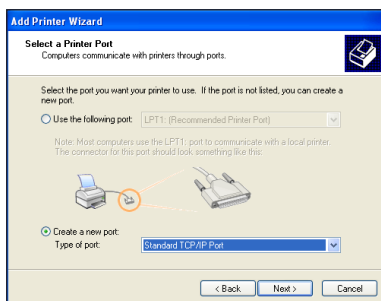 Add Printer Wizard
Select a Printer Port
Computers communicate with printers through ports.
Select the port you want your printer to use. If the port is not listed, you can create a
new port.
Use the following port: LPT1: (Recommended Printer Port)
Note: Most computers use the LPT1: port to communicate with a local printer.
The connector for this port should look something like this:
Create a new port:
Type of port: Standard TCP/IP Port
< Back Next > Cancel